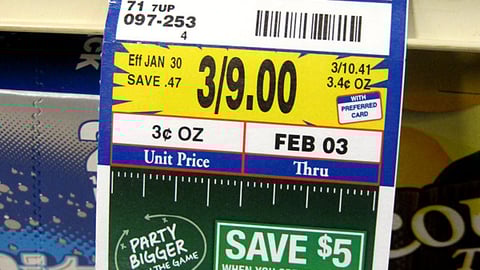 71 7UP
097-253
4
Eff JAN 30
SAVE .47
3/9.00
3/10.41
3.4¢ OZ
WITH
PREFERRED
CARD
3¢ OZ
FEB 03
Unit Price
Thru
PARTY
BIGGER
THE GAME
SAVE $5